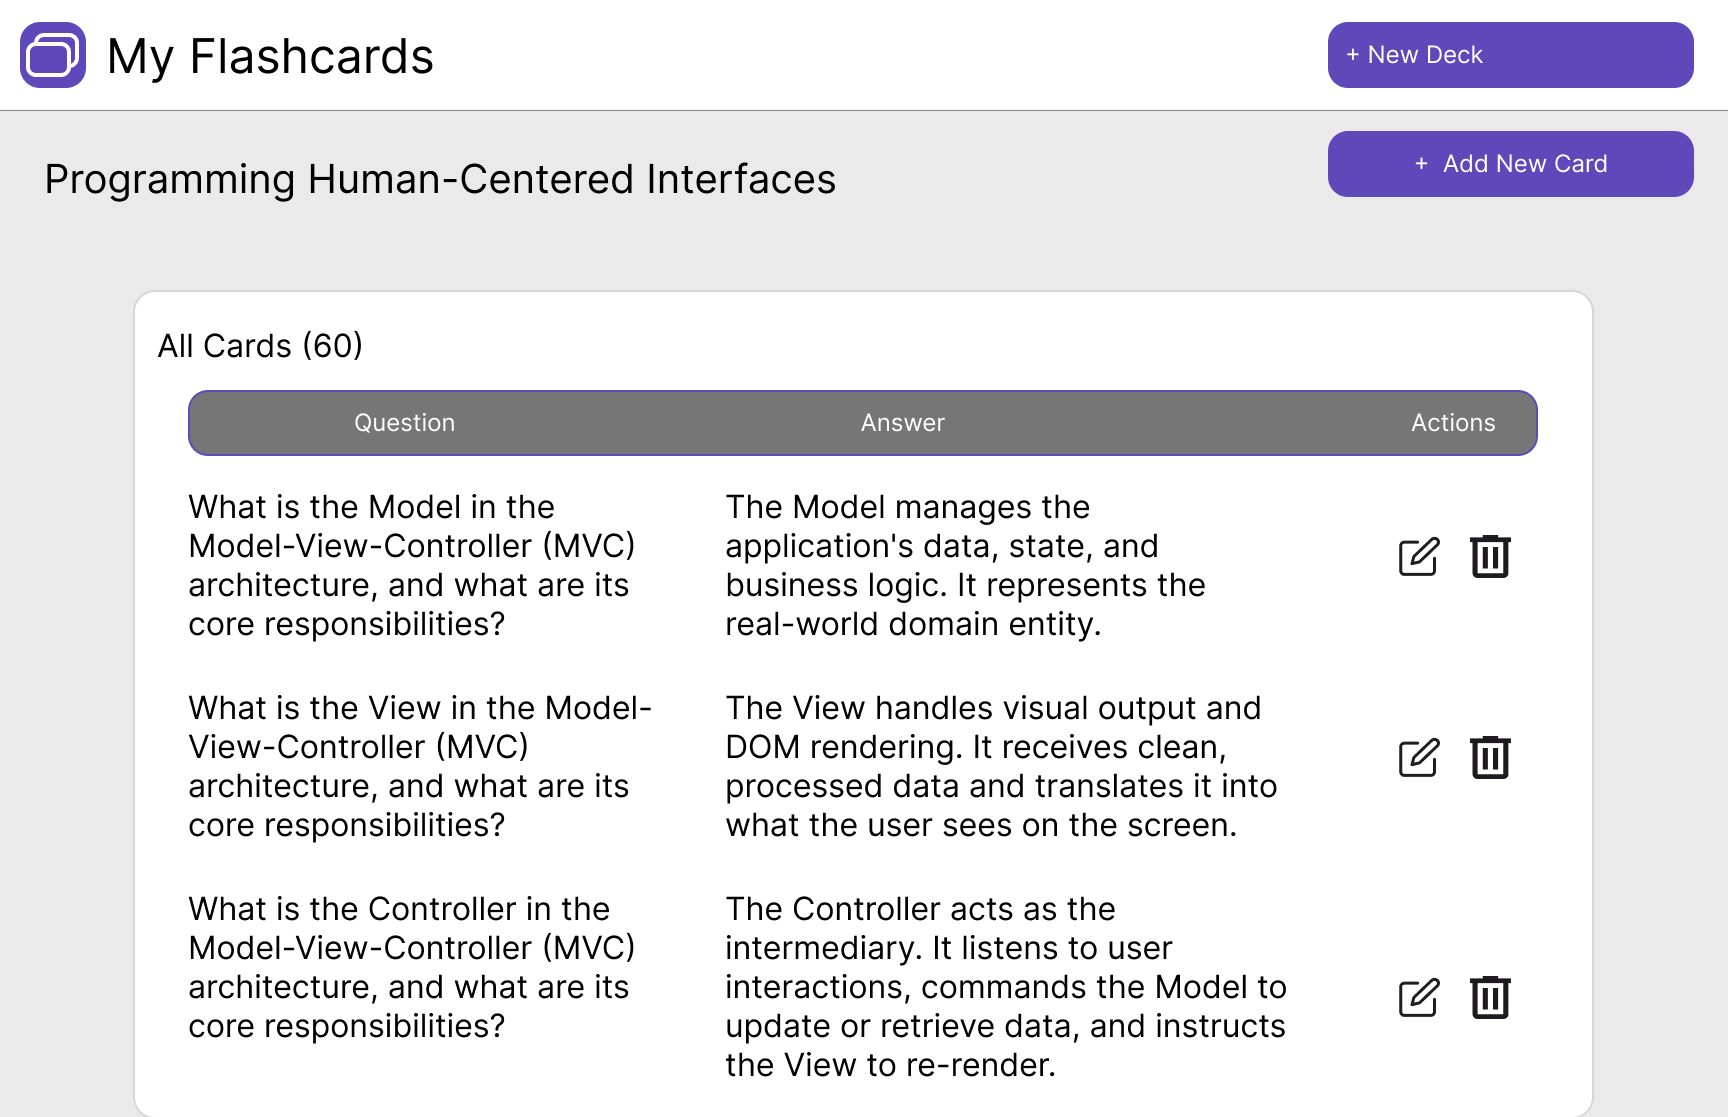 My Flashcards
+ New Deck
Programming Human-Centered Interfaces
+ Add New Card
All Cards (60)
Question Answer Actions
What is the Model in the
Model-View-Controller (MVC)
architecture, and what are its
core responsibilities?
The Model manages the
application's data, state, and
business logic. It represents the
real-world domain entity.
What is the View in the Model-
View-Controller (MVC)
architecture, and what are its
core responsibilities?
The View handles visual output and
DOM rendering. It receives clean,
processed data and translates it into
what the user sees on the screen.
What is the Controller in the
Model-View-Controller (MVC)
architecture, and what are its
core responsibilities?
The Controller acts as the
intermediary. It listens to user
interactions, commands the Model to
update or retrieve data, and instructs
the View to re-render.